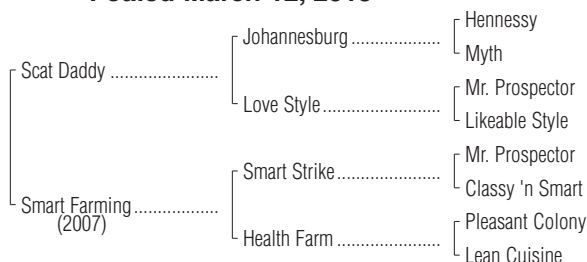 Foaled March 12,
Hennessy
Johannesburg
Myth
Scat Daddy
Mr. Prospector
Love Style
Likeable Style
Mr. Prospector
Smart Strike
Classy 'n Smart
Smart Farming
(2007)
Pleasant Colony
Health Farm
Lean Cuisine